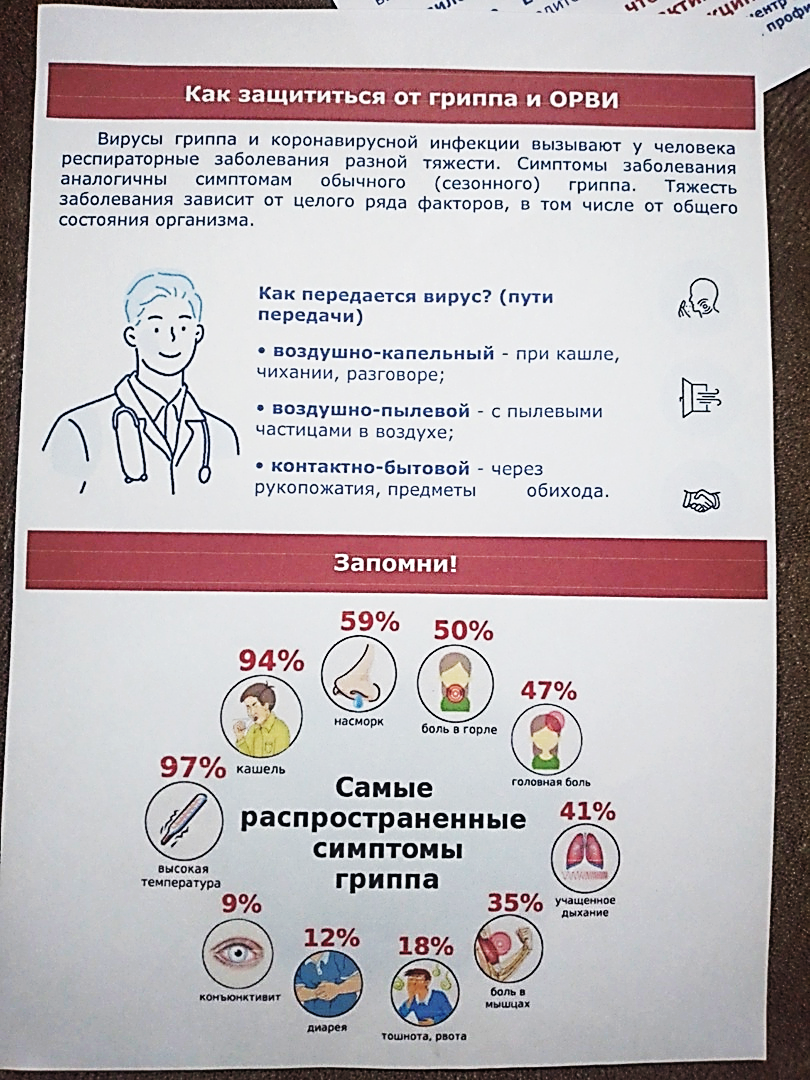 Как защититься от гриппа и ОРВИ
Вирусы гриппа и коронавирусной инфекции вызывают у человека
респираторные заболевания разной тяжести. Симптомы заболевания
аналогичны симптомам обычного (сезонного) гриппа. Тяжесть
заболевания зависит от целого ряда факторов, в том числе от общего
состояния организма.
Как передается вирус? (пути
передачи)
• воздушно-капельный - при кашле,
чихании, разговоре;
• воздушно-пылевой - с пылевыми
частицами в воздухе;
• контактно-бытовой - через
рукопожатия, предметы обихода.
Запомни!
59%
насморк
50%
боль в горле
94%
кашель
47%
головная боль
97%
высокая
температура
Самые
распространенные
симптомы
гриппа
41%
учащенное
дыхание
9%
конъюнктивит
12%
диарея
18%
тошнота, рвота
35%
боль в
мышцах